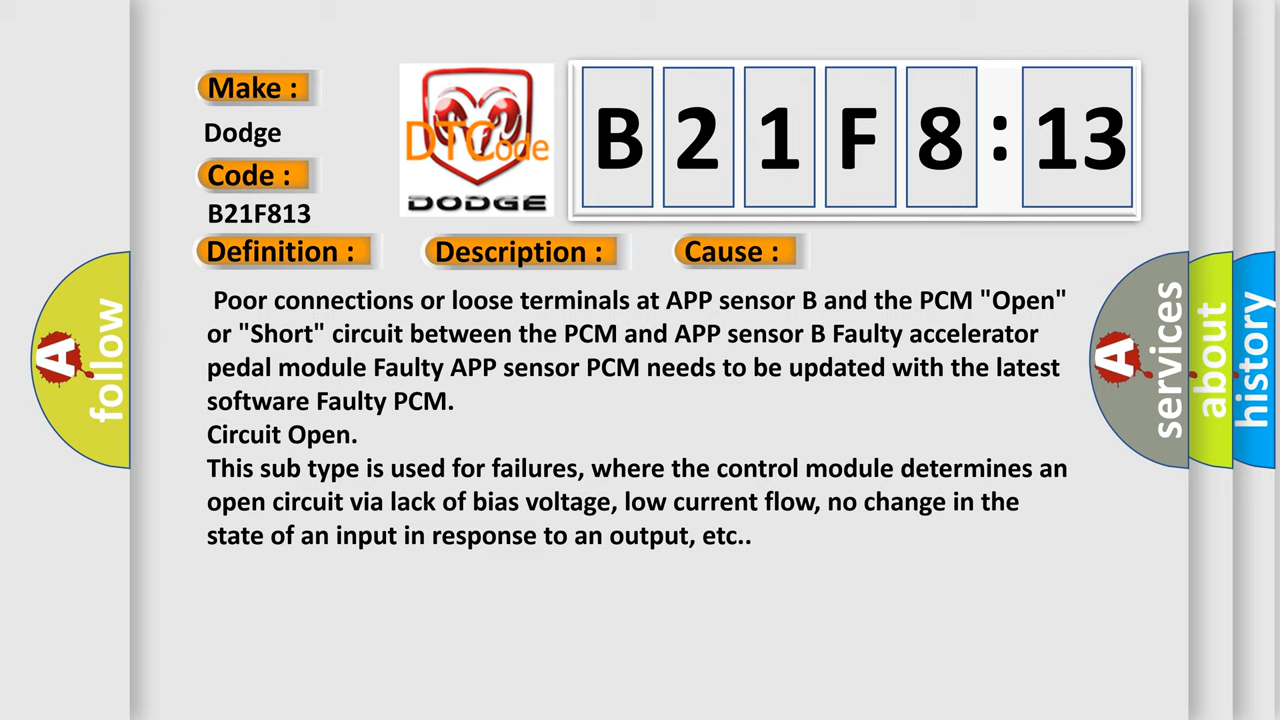 Make :
Dodge
Code :
B21F813
DTCode
DODGE
B21F8:13
Definition :
Description :
Cause :
Poor connections or loose terminals at APP sensor B and the PCM "Open"
or "Short" circuit between the PCM and APP sensor B Faulty accelerator
pedal module Faulty APP sensor PCM needs to be updated with the latest
software Faulty PCM.
Circuit Open.
This sub type is used for failures, where the control module determines an
open circuit via lack of bias voltage, low current flow, no change in the
state of an input in response to an output, etc..
A follow
A services
about
history